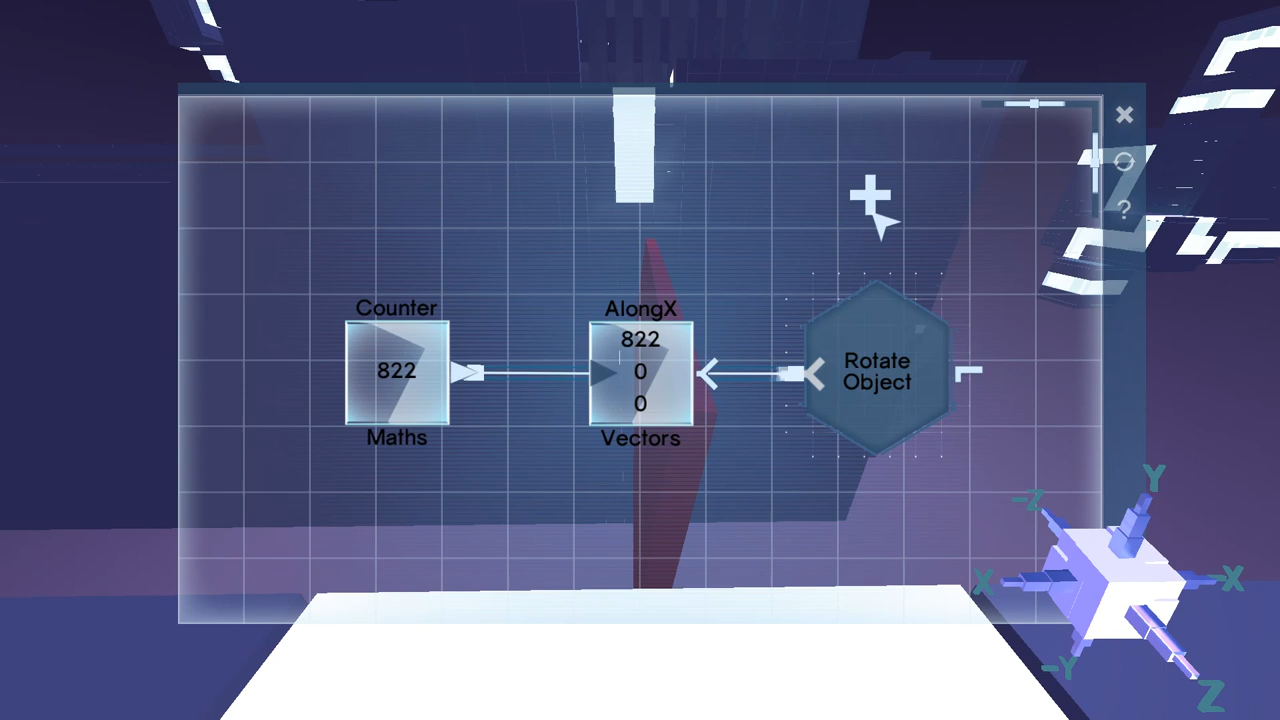 ?
Counter
AlongX
822
822
0
0
Rotate
Object
Maths
Vectors
Y
-Z
X
-X
-Y
Z